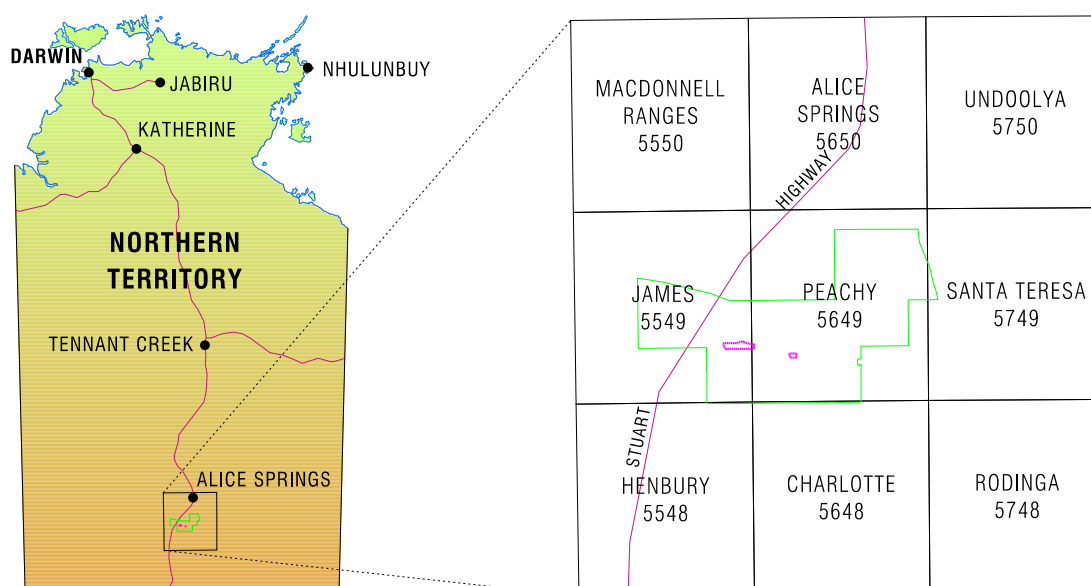 DARWIN
NHULUNBUY
JABIRU
KATHERINE
NORTHERN
TERRITORY
TENNANT CREEK
ALICE SPRINGS
MACDONNELL
RANGES
5550
ALICE
SPRINGS
5650
UNDOOLYA
5750
HIGHWAY
JAMES
5549
PEACHY
5649
SANTA TERESA
5749
STUART
HENBURY
5548
CHARLOTTE
5648
RODINGA
5748